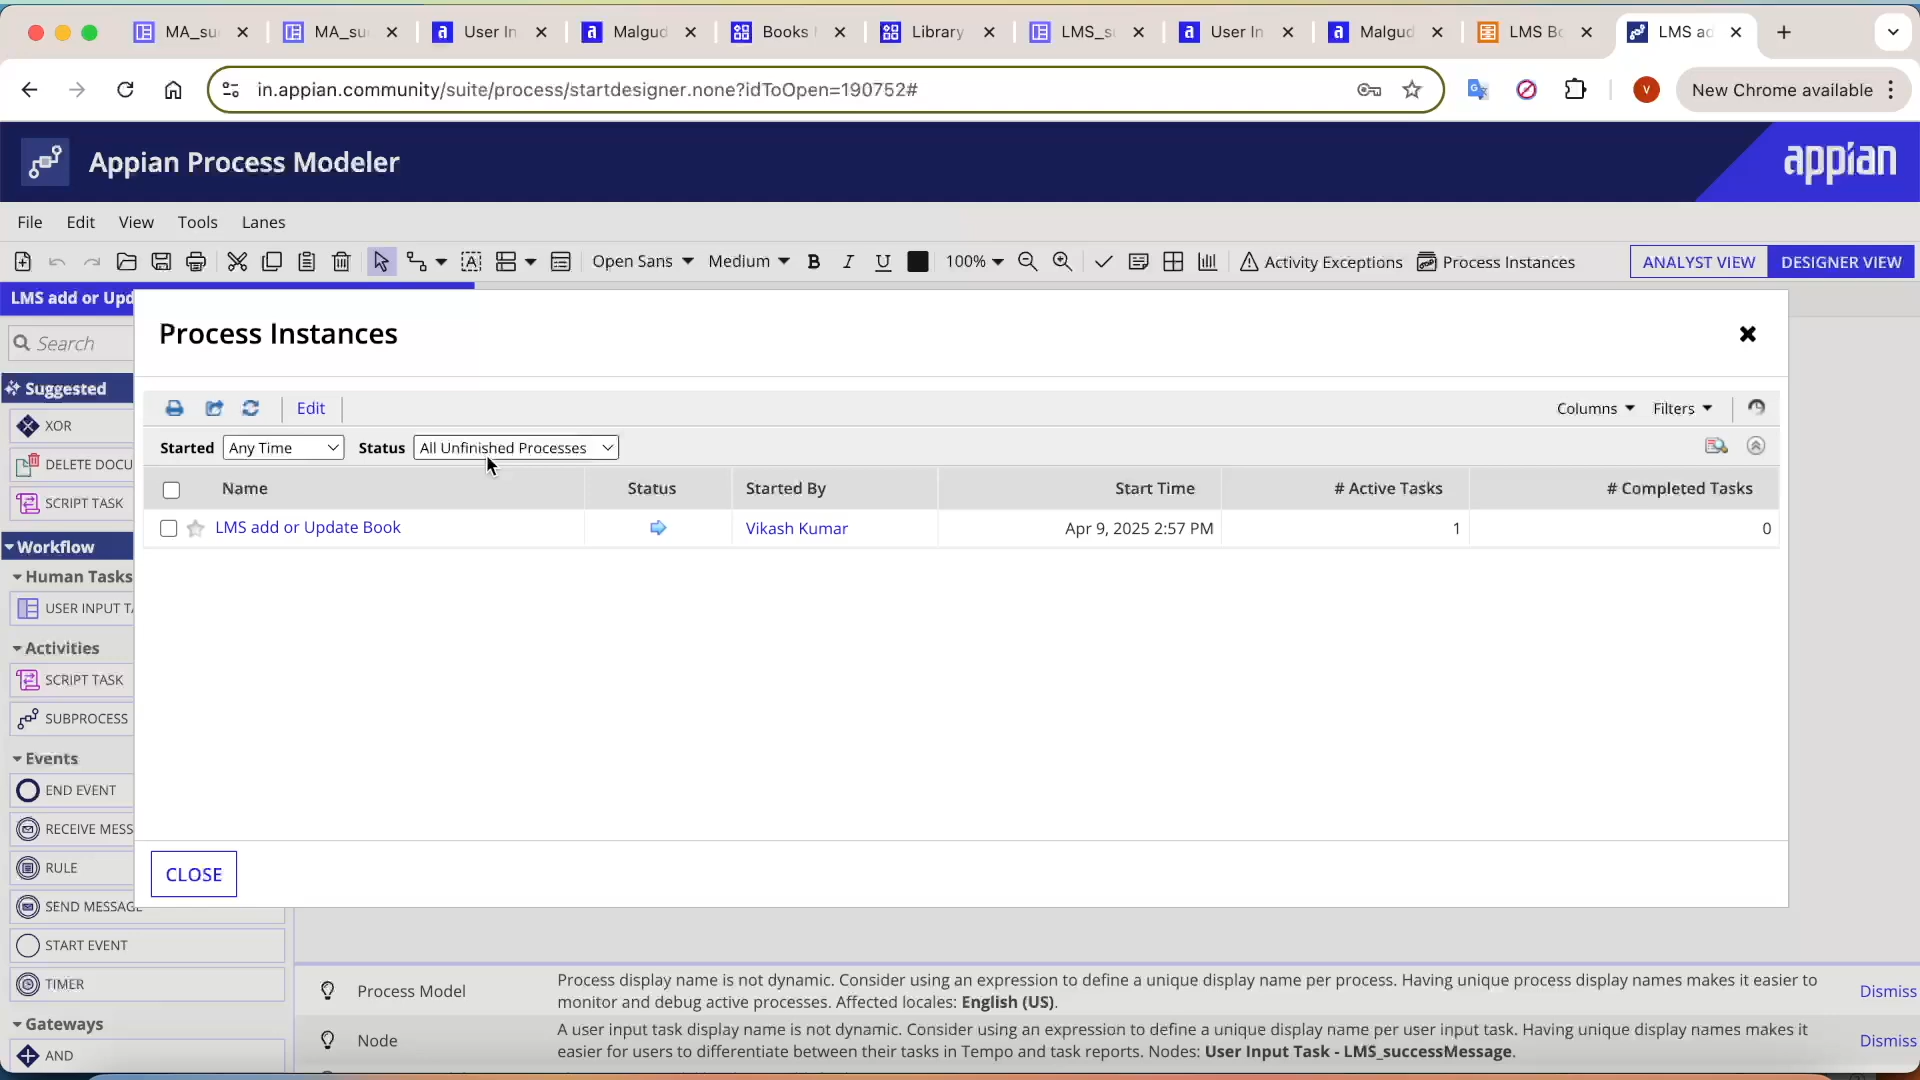 MA_su
MA_su
User In
Malgud
Books
Library
LMS_s
User In
Malgud
LMS Bo
LMS ad
in.appian.community/suite/process/startdesigner.none?idToOpen=190752#
V
New Chrome available
Appian Process Modeler
appian
File Edit View Tools Lanes
Open Sans Medium B I U 100% Activity Exceptions Process Instances
ANALYST VIEW DESIGNER VIEW
LMS add or Upd
Search
Suggested
XOR
DELETE DOCU
SCRIPT TASK
Workflow
Human Tasks
USER INPUT TA
Activities
SCRIPT TASK
SUBPROCESS
Events
END EVENT
RECEIVE MESS
RULE
SEND MESSAGE
START EVENT
TIMER
Gateways
AND
Process Instances
Edit
Columns Filters
Started Any Time Status All Unfinished Processes
Name Status Started By Start Time # Active Tasks # Completed Tasks
LMS add or Update Book Vikash Kumar Apr 9, 2025 2:57 PM 1 0
CLOSE
Process Model
Process display name is not dynamic. Consider using an expression to define a unique display name per process. Having unique process display names makes it easier to
monitor and debug active processes. Affected locales: English (US).
Dismiss
Node
A user input task display name is not dynamic. Consider using an expression to define a unique display name per user input task. Having unique display names makes it
easier for users to differentiate between their tasks in Tempo and task reports. Nodes: User Input Task - LMS_successMessage.
Dismiss